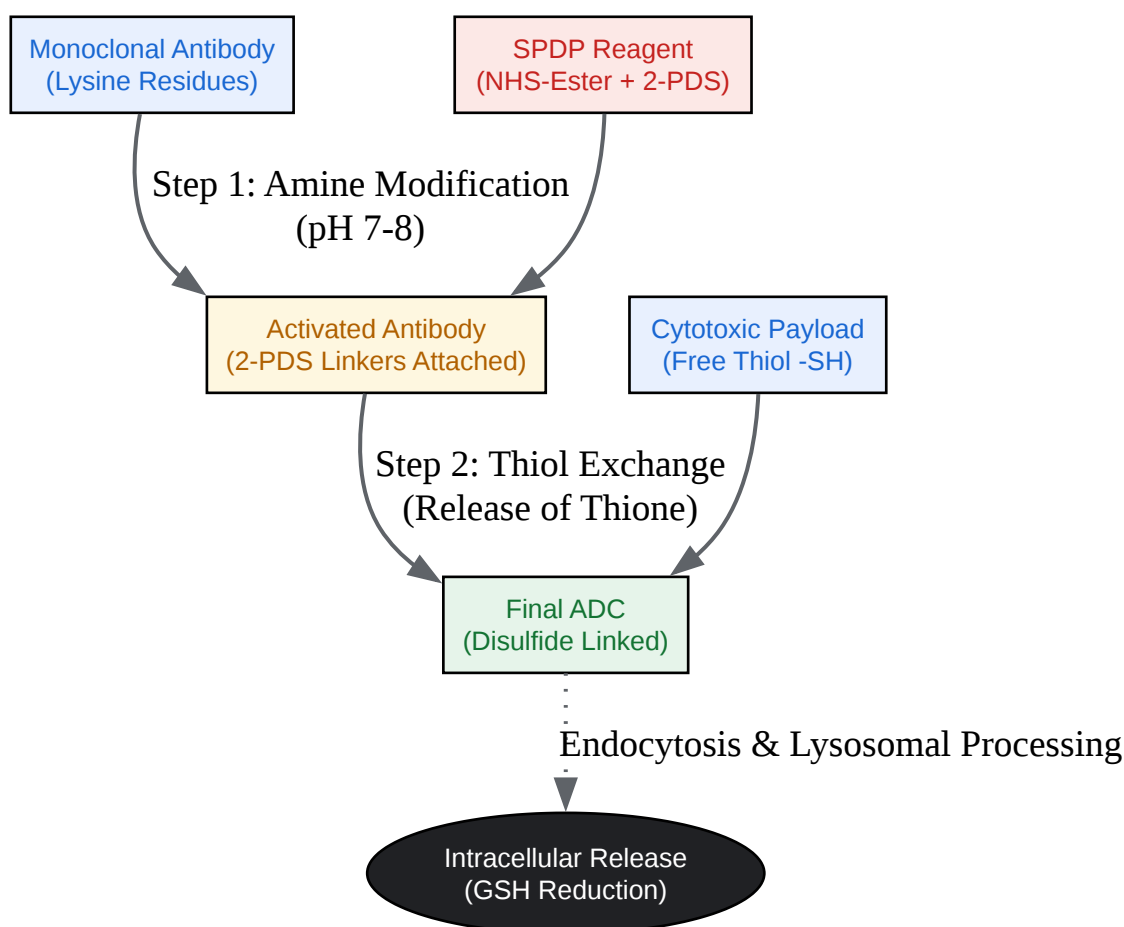 Monoclonal Antibody
(Lysine Residues)
SPDP Reagent
(NHS-Ester + 2-PDS)
Step 1: Amine Modification
(pH 7-8)
Activated Antibody
(2-PDS Linkers Attached)
Cytotoxic Payload
(Free Thiol -SH)
Step 2: Thiol Exchange
(Release of Thione)
Final ADC
(Disulfide Linked)
Endocytosis & Lysosomal Processing
Intracellular Release
(GSH Reduction)